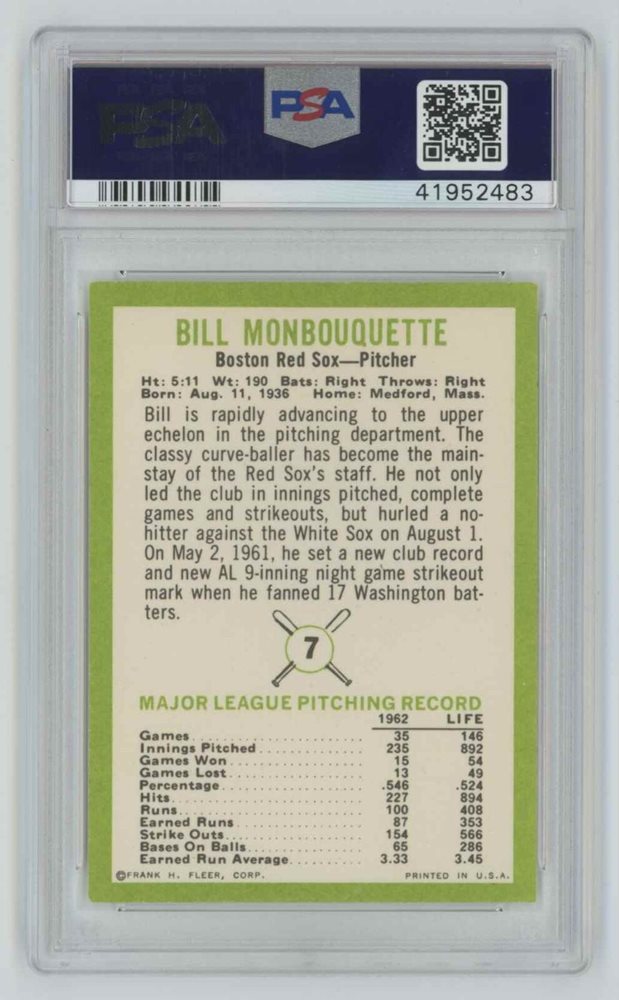 PSA
PSA
41952483
BILL MONBOUQUETTE
Boston Red Sox—Pitcher
Ht: 5:11 Wt: 190 Bats: Right Throws: Right
Born: Aug. 11, 1936 Home: Medford, Mass.
Bill is rapidly advancing to the upper
echelon in the pitching department. The
classy curve-baller has become the main-
stay of the Red Sox's staff. He not only
led the club in innings pitched, complete
games and strikeouts, but hurled a no-
hitter against the White Sox on August 1.
On May 2, 1961, he set a new club record
and new AL 9-inning night game strikeout
mark when he fanned 17 Washington bat-
ters.
7
MAJOR LEAGUE PITCHING RECORD
1962 LIFE
Games 35 146
Innings Pitched 235 892
Games Won 15 54
Games Lost 13 49
Percentage .546 .524
Hits 227 894
Runs 100 408
Earned Runs 87 353
Strike Outs 154 566
Bases On Balls 65 286
Earned Run Average 3.33 3.45
©FRANK H. FLEER, CORP. PRINTED IN U.S.A.